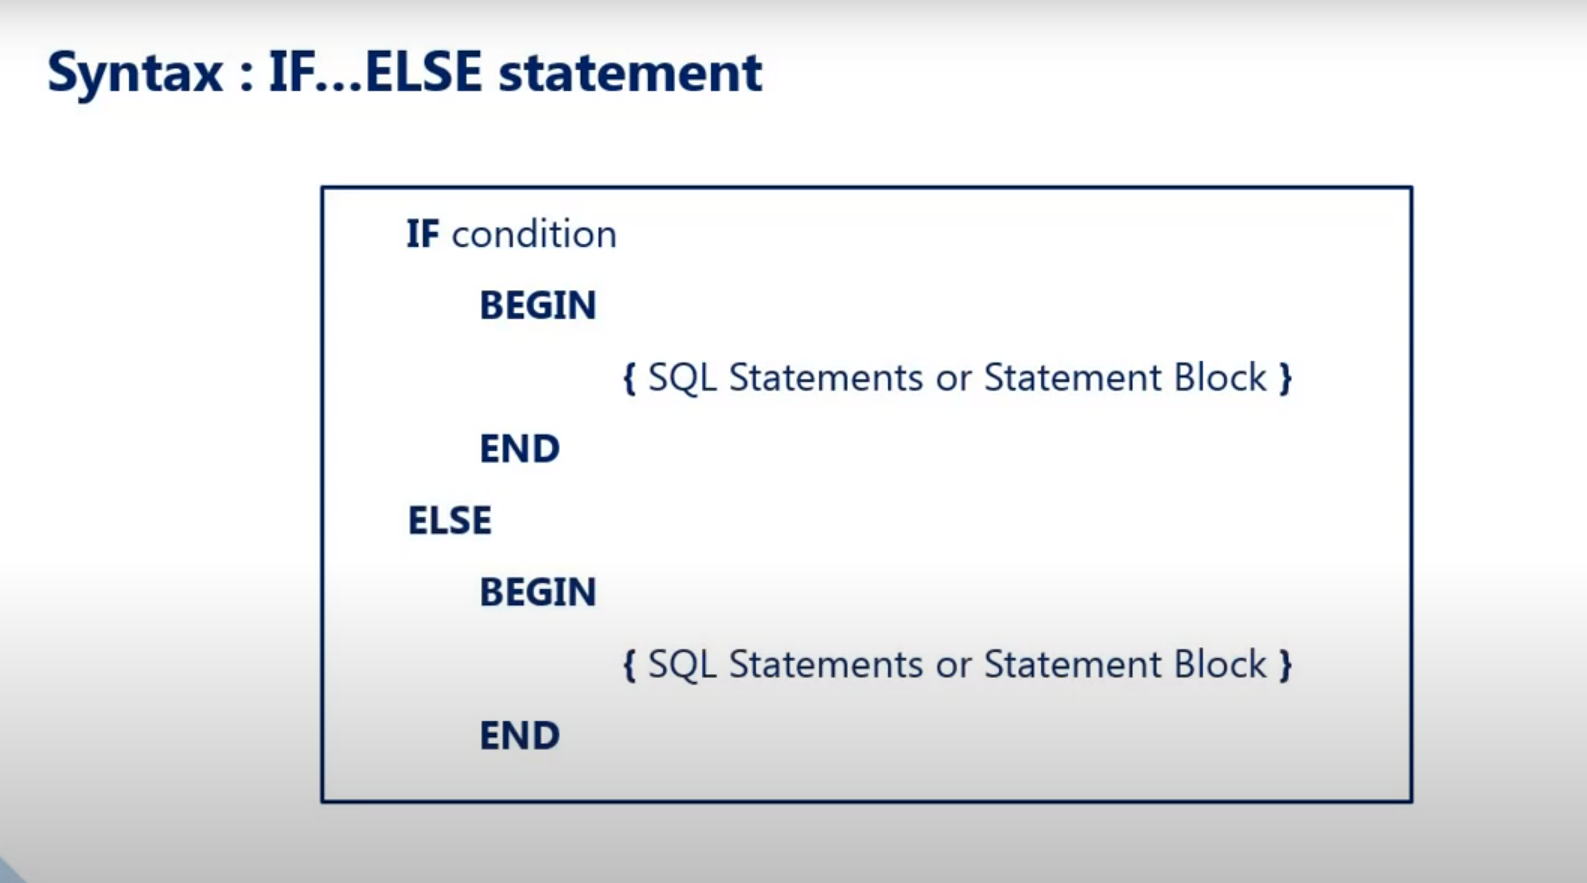 Syntax : IF...ELSE statement
IF condition
BEGIN
{ SQL Statements or Statement Block }
END
ELSE
BEGIN
{ SQL Statements or Statement Block }
END